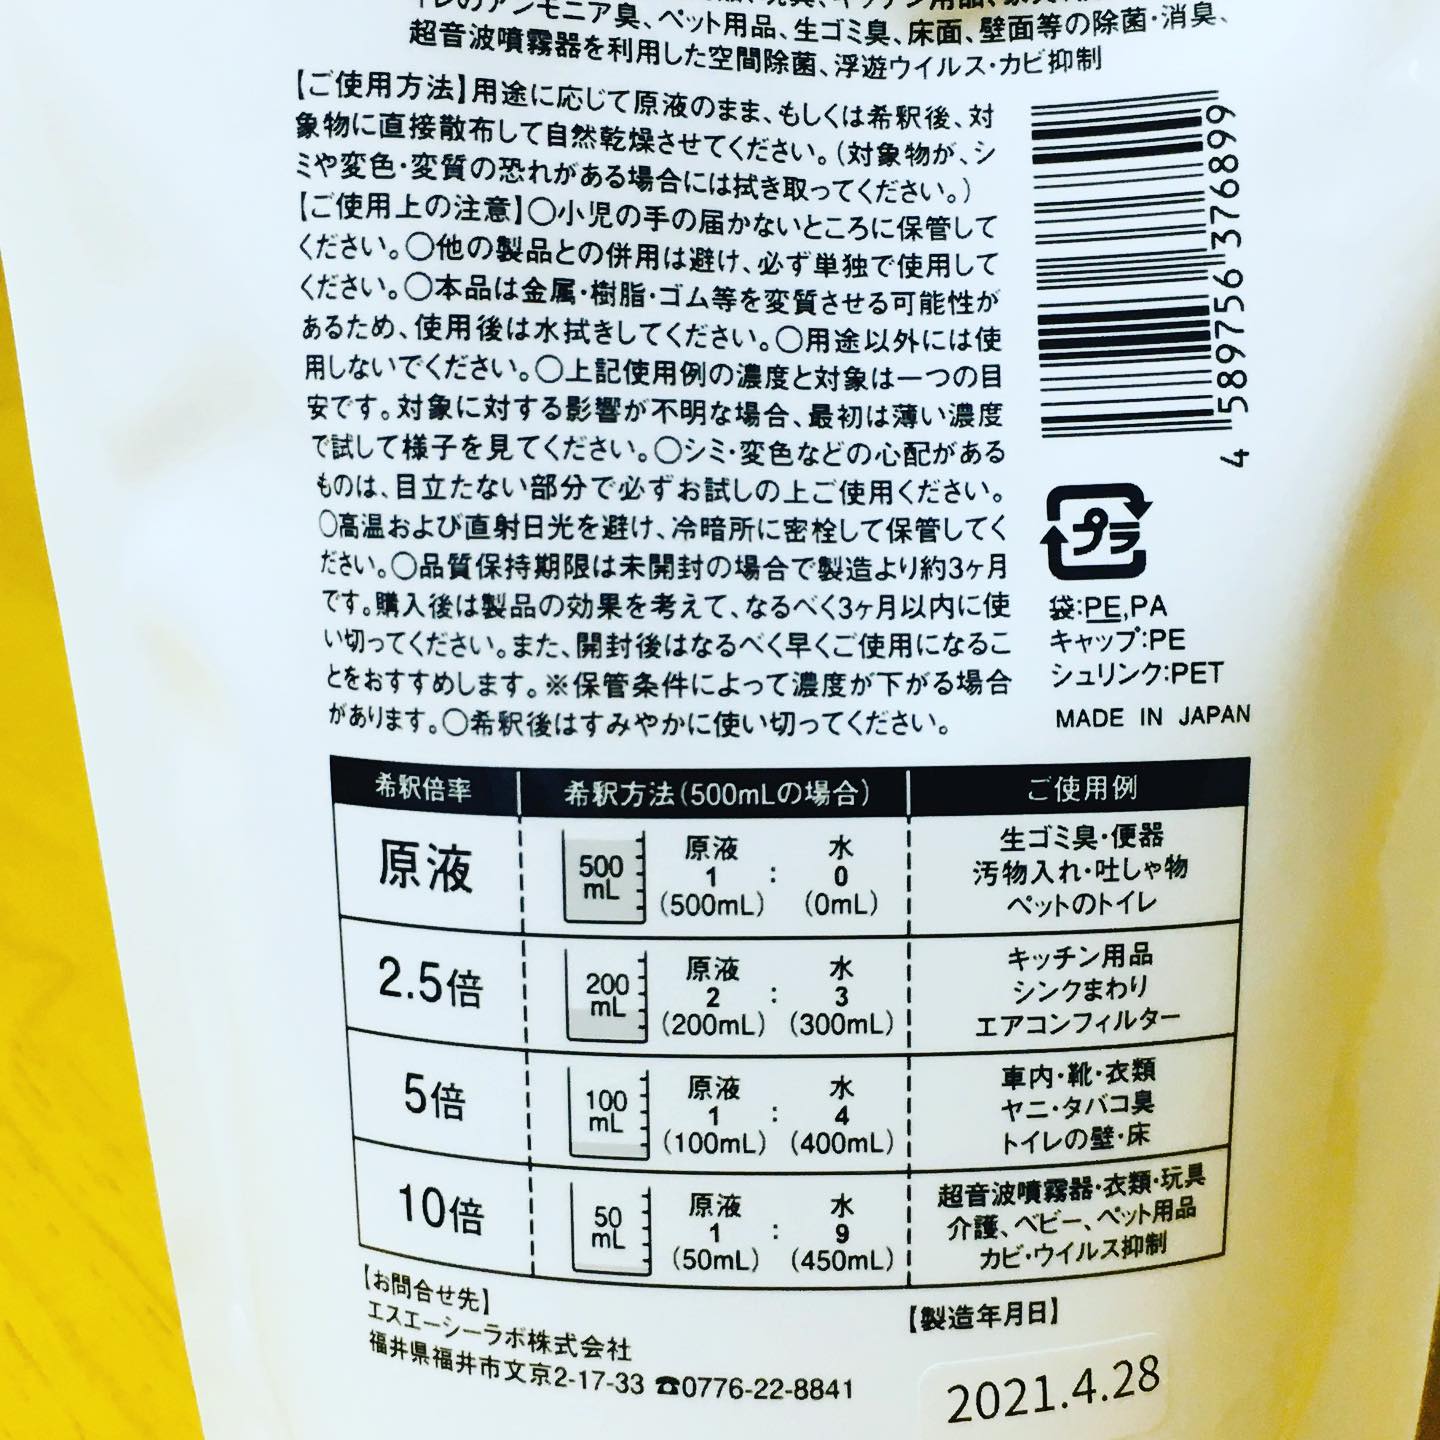 トイレのアンモニア臭、ペット用品、生ゴミ臭、床面、壁面等の除菌・消臭、
超音波噴霧器を利用した空間除菌、浮遊ウイルス・カビ抑制
【ご使用方法】用途に応じて原液のまま、もしくは希釈後、対
象物に直接散布して自然乾燥させてください。(対象物が、シ
ミや変色・変質の恐れがある場合には拭き取ってください。)
【ご使用上の注意】○小児の手の届かないところに保管して
ください。○他の製品との併用は避け、必ず単独で使用して
ください。○本品は金属・樹脂・ゴム等を変質させる可能性が
あるため、使用後は水拭きしてください。○用途以外には使
用しないでください。○上記使用例の濃度と対象は一つの目
安です。対象に対する影響が不明な場合、最初は薄い濃度
で試して様子を見てください。○シミ・変色などの心配がある
ものは、目立たない部分で必ずお試しの上ご使用ください。
○高温および直射日光を避け、冷暗所に密栓して保管してく
ださい。○品質保持期限は未開封の場合で製造より約3ヶ月
です。購入後は製品の効果を考えて、なるべく3ヶ月以内に使
い切ってください。また、開封後はなるべく早くご使用になるこ
とをおすすめします。※保管条件によって濃度が下がる場合
があります。○希釈後はすみやかに使い切ってください。
4 589756 376899
プラ
袋:PE,PA
キャップ:PE
シュリンク:PET
MADE IN JAPAN
希釈倍率 希釈方法(500mLの場合) ご使用例
原液
500
mL
原液 水
1 : 0
(500mL) (0mL)
生ゴミ臭・便器
汚物入れ・吐しゃ物
ペットのトイレ
2.5倍
200
mL
原液 水
2 : 3
(200mL) (300mL)
キッチン用品
シンクまわり
エアコンフィルター
5倍
100
mL
原液 水
1 : 4
(100mL) (400mL)
車内・靴・衣類
ヤニ・タバコ臭
トイレの壁・床
10倍
50
mL
原液 水
1 : 9
(50mL) (450mL)
超音波噴霧器・衣類・玩具
介護、ベビー、ペット用品
カビ・ウイルス抑制
【お問合せ先】
エスエーシーラボ株式会社
福井県福井市文京2-17-33 ☎0776-22-8841
【製造年月日】
2021.4.28